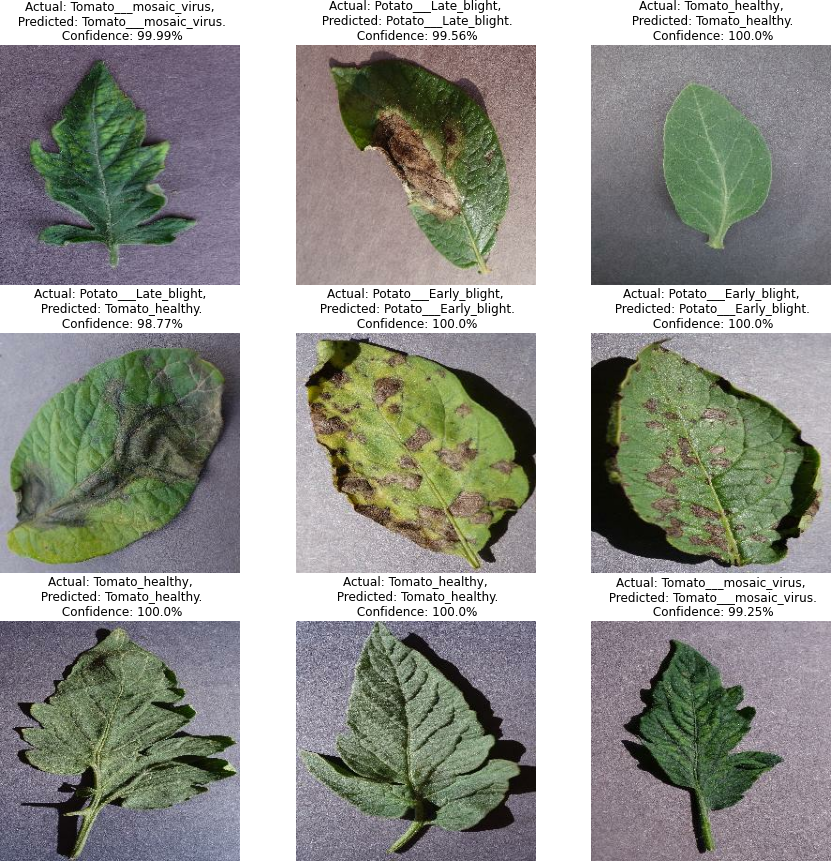 Actual: Tomato___mosaic_virus,
Predicted: Tomato___mosaic_virus.
Confidence: 99.99%
Actual: Potato___Late_blight,
Predicted: Potato___Late_blight.
Confidence: 99.56%
Actual: Tomato_healthy,
Predicted: Tomato_healthy.
Confidence: 100.0%
Actual: Potato___Late_blight,
Predicted: Tomato_healthy.
Confidence: 98.77%
Actual: Potato___Early_blight,
Predicted: Potato___Early_blight.
Confidence: 100.0%
Actual: Potato___Early_blight,
Predicted: Potato___Early_blight.
Confidence: 100.0%
Actual: Tomato_healthy,
Predicted: Tomato_healthy.
Confidence: 100.0%
Actual: Tomato_healthy,
Predicted: Tomato_healthy.
Confidence: 100.0%
Actual: Tomato___mosaic_virus,
Predicted: Tomato___mosaic_virus.
Confidence: 99.25%